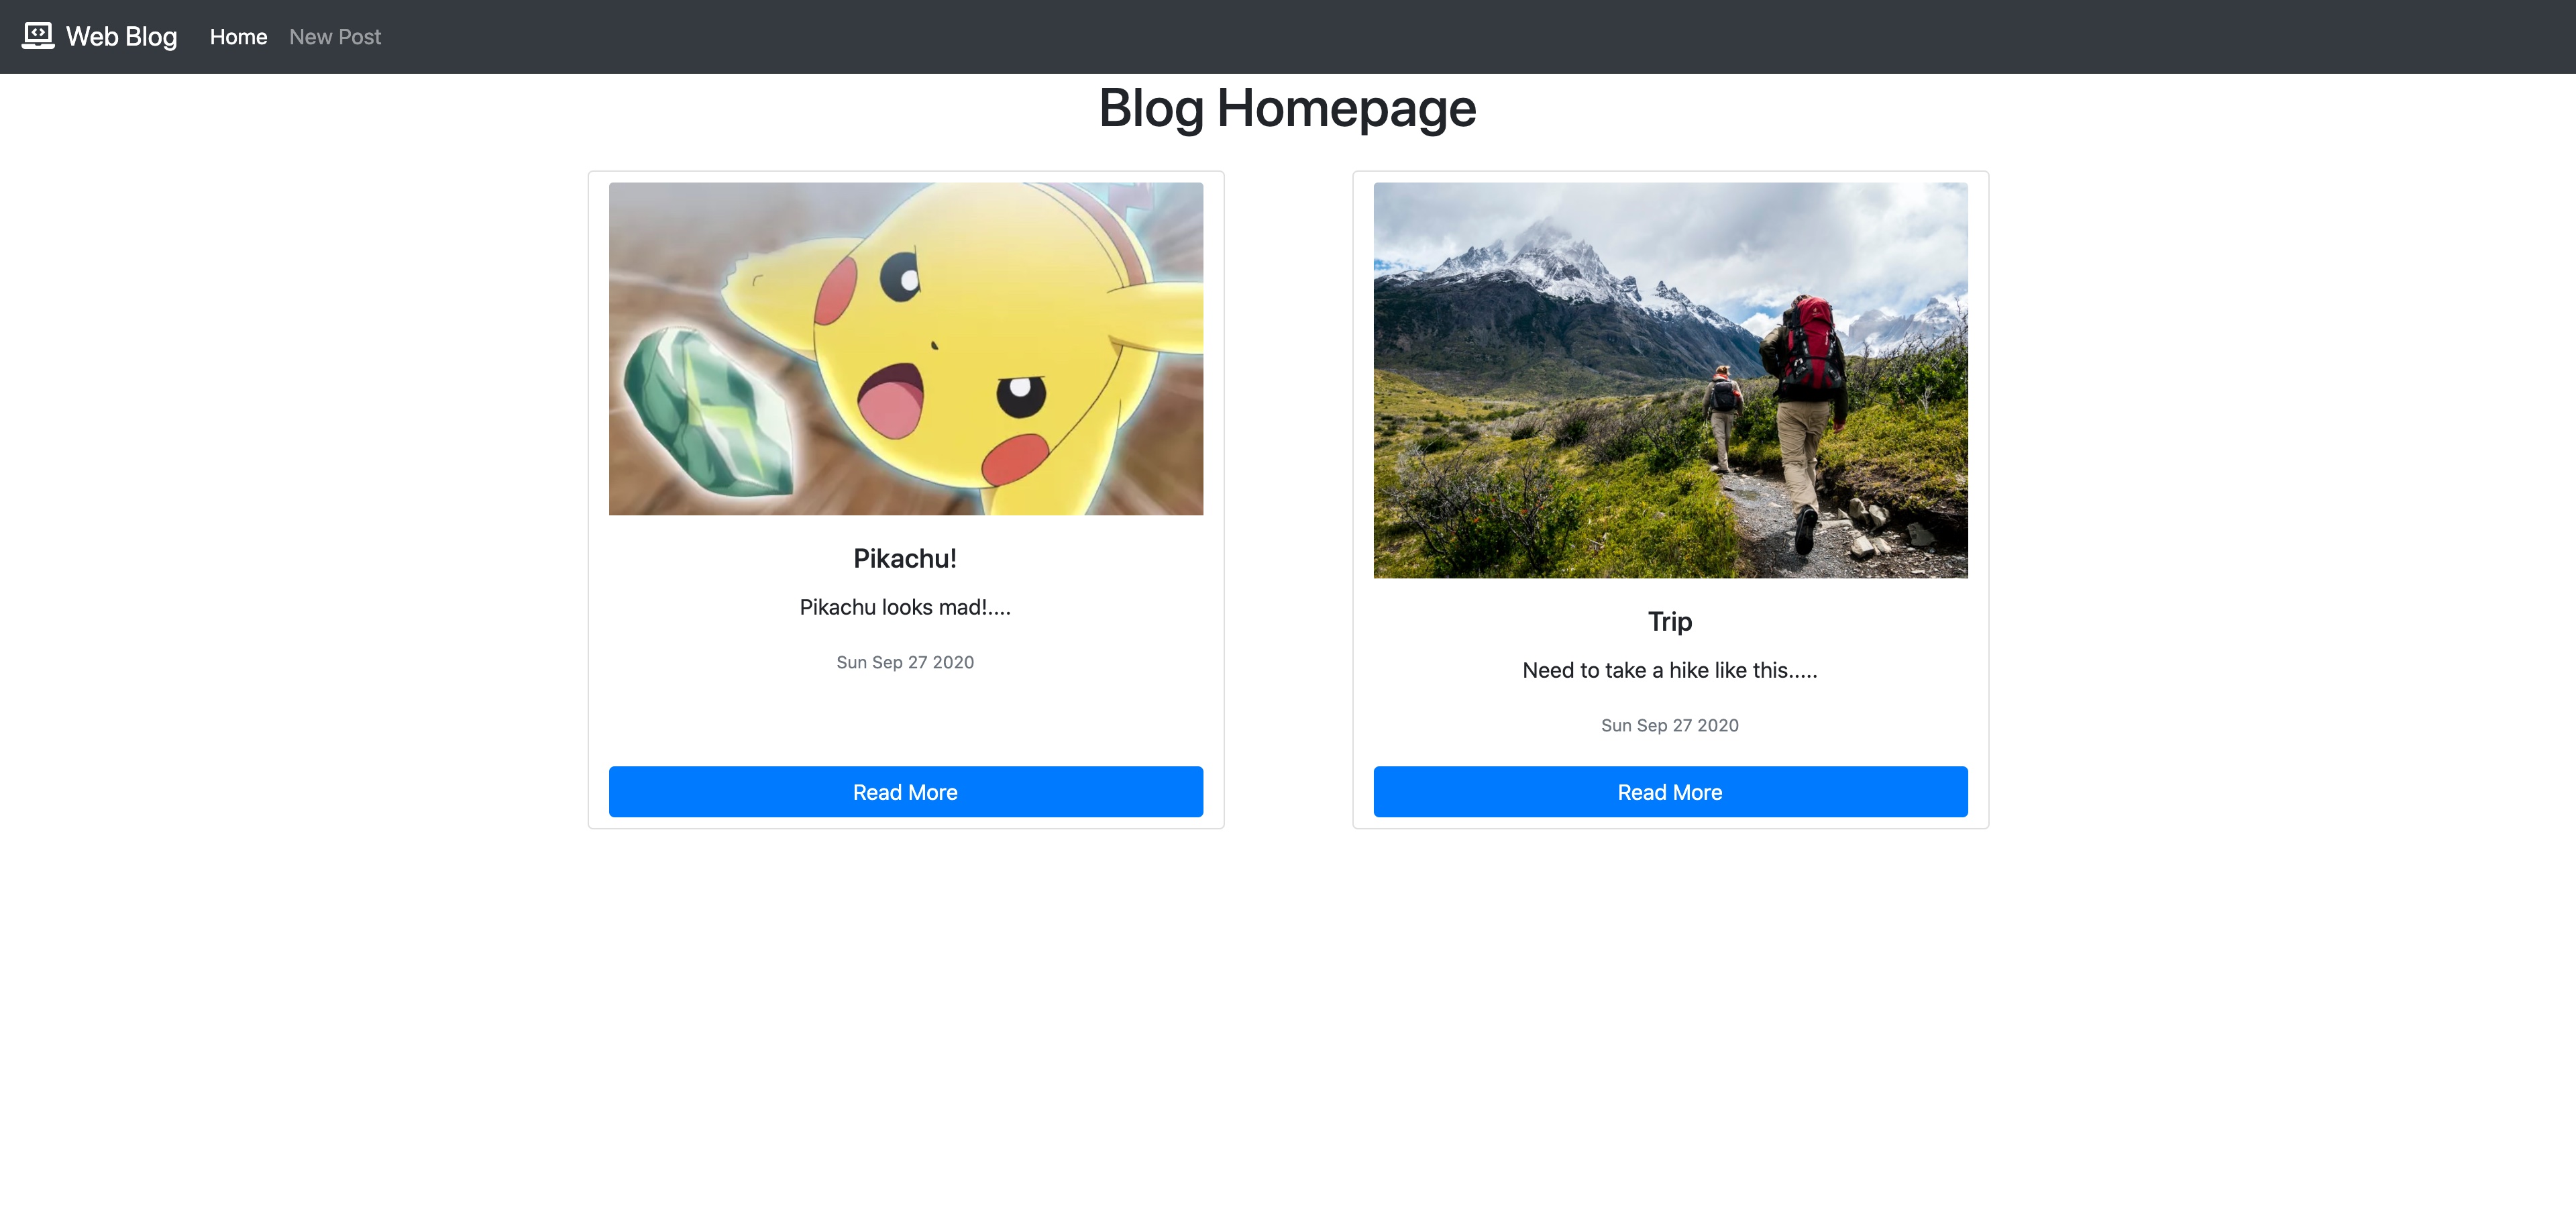 Web Blog Home New Post
Blog Homepage
Pikachu!
Pikachu looks mad!....
Sun Sep 27 2020
Read More
Trip
Need to take a hike like this.....
Sun Sep 27 2020
Read More